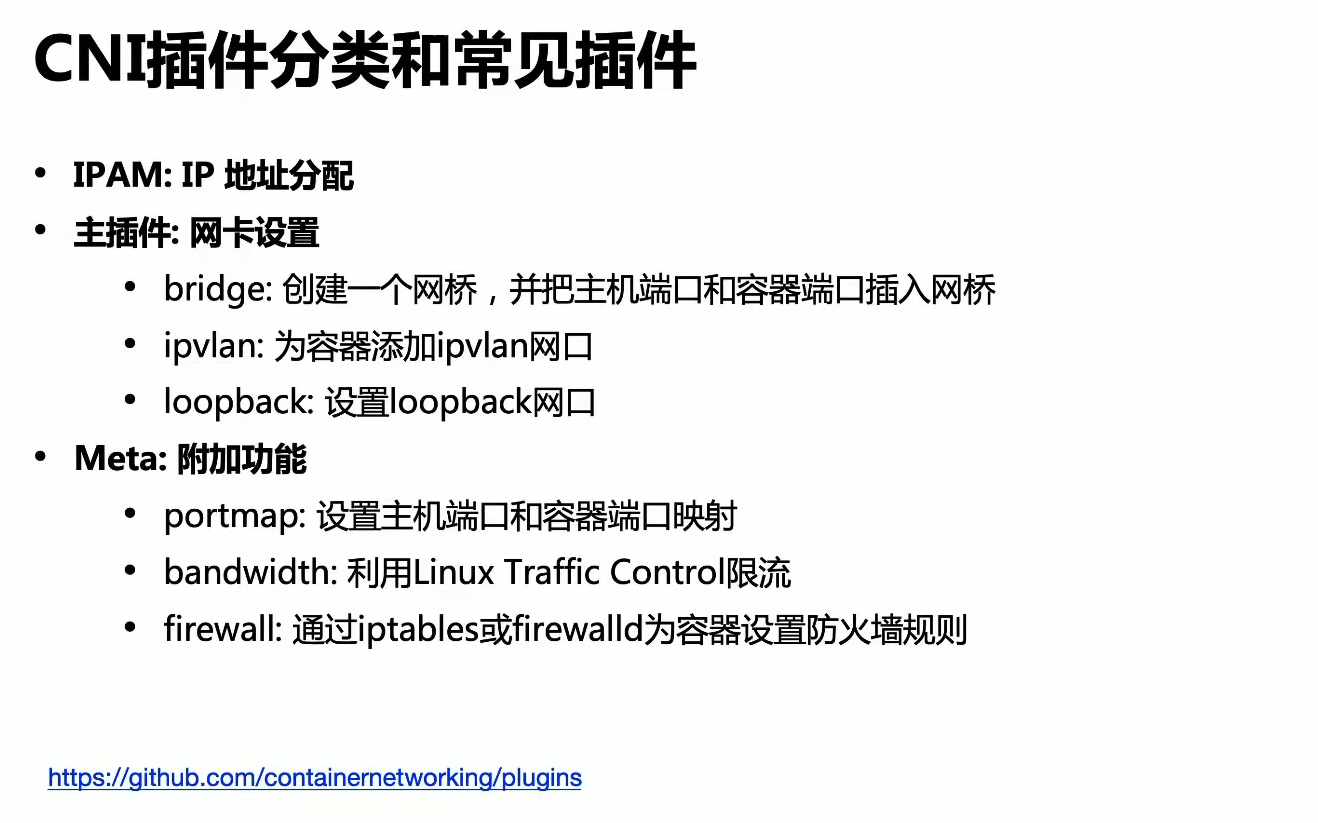 CNI插件分类和常见插件
• IPAM: IP 地址分配
• 主插件: 网卡设置
• bridge: 创建一个网桥，并把主机端口和容器端口插入网桥
• ipvlan: 为容器添加ipvlan网口
• loopback: 设置loopback网口
• Meta: 附加功能
• portmap: 设置主机端口和容器端口映射
• bandwidth: 利用Linux Traffic Control限流
• firewall: 通过iptables或firewalld为容器设置防火墙规则
https://github.com/containernetworking/plugins